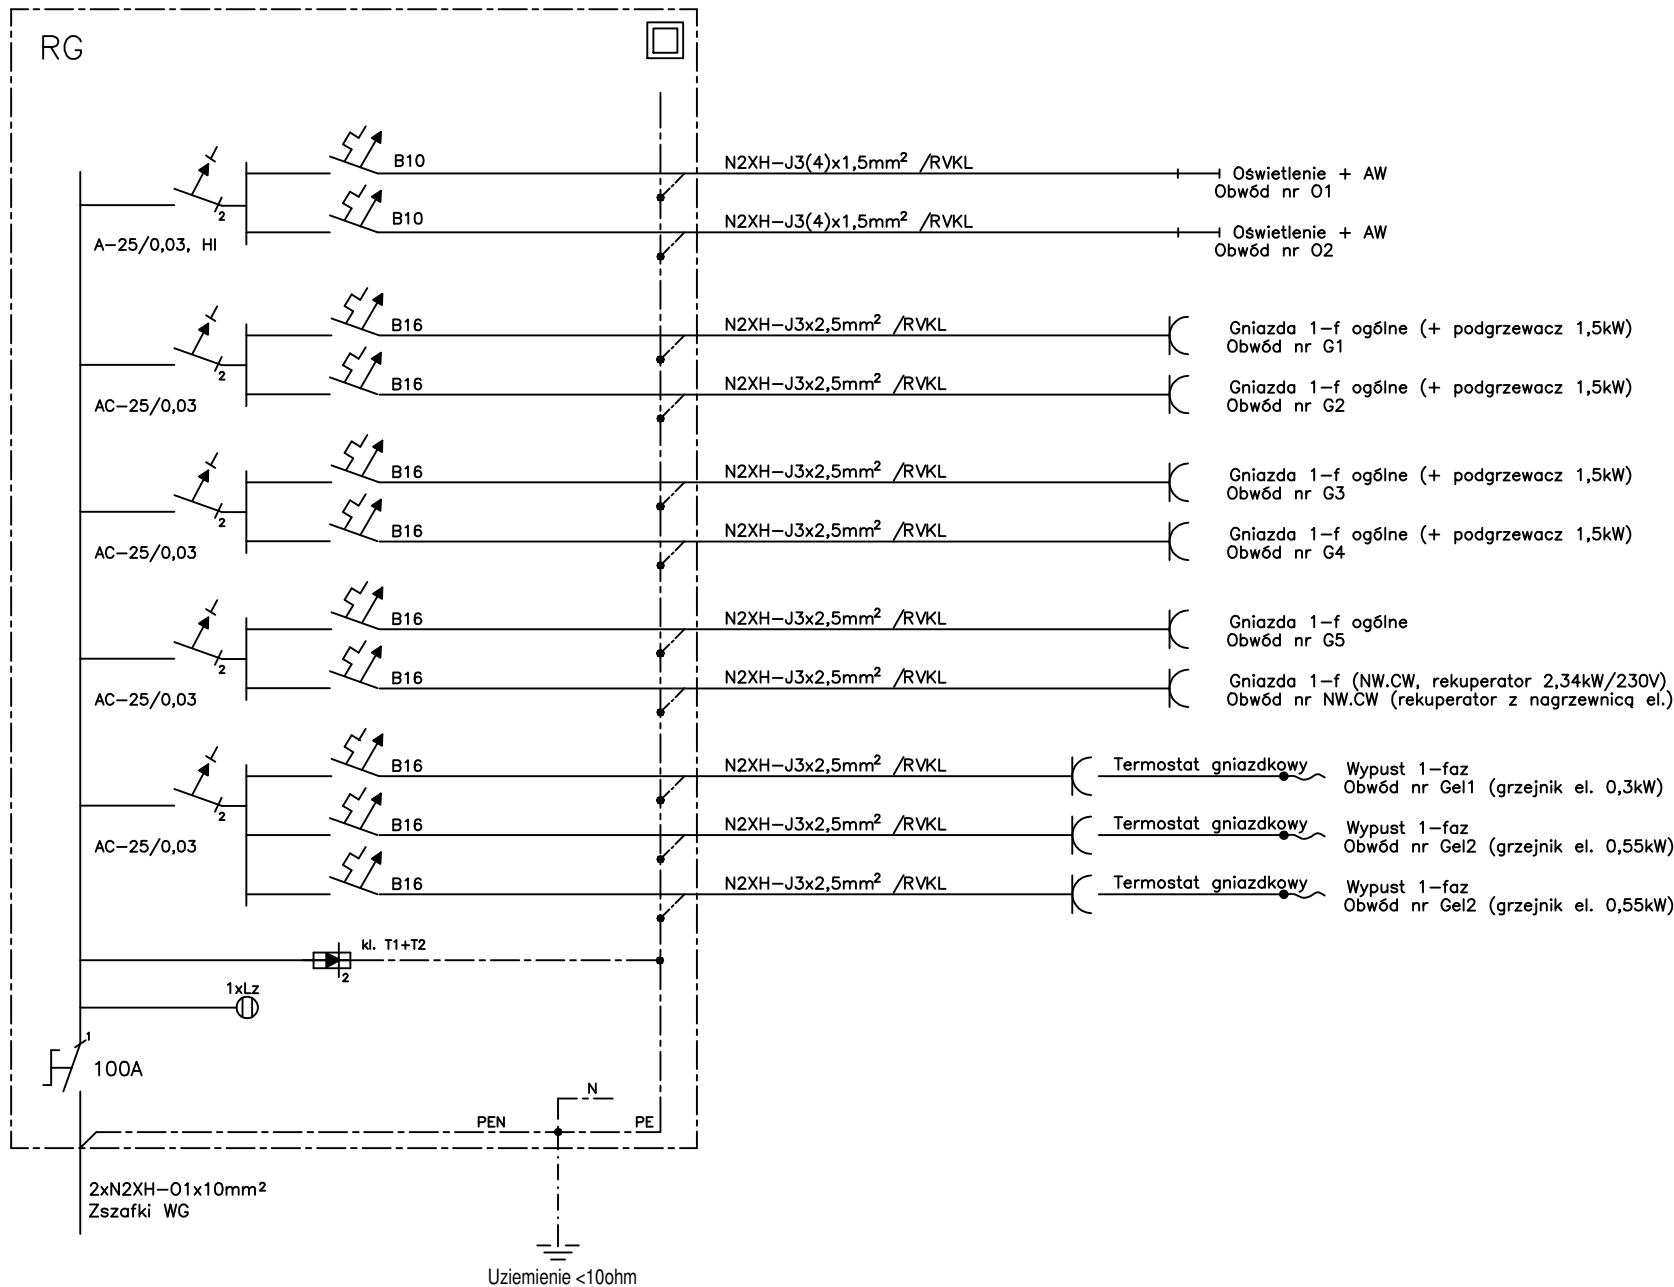 RG
B10
N2XH-J3(4)x1,5mm² /RVKL
Oświetlenie + AW
Obwód nr O1
2
A-25/0,03, HI
B10
N2XH-J3(4)x1,5mm² /RVKL
Oświetlenie + AW
Obwód nr O2
B16
N2XH-J3x2,5mm² /RVKL
Gniazda 1-f ogólne (+ podgrzewacz 1,5kW)
Obwód nr G1
2
AC-25/0,03
B16
N2XH-J3x2,5mm² /RVKL
Gniazda 1-f ogólne (+ podgrzewacz 1,5kW)
Obwód nr G2
B16
N2XH-J3x2,5mm² /RVKL
Gniazda 1-f ogólne (+ podgrzewacz 1,5kW)
Obwód nr G3
2
AC-25/0,03
B16
N2XH-J3x2,5mm² /RVKL
Gniazda 1-f ogólne (+ podgrzewacz 1,5kW)
Obwód nr G4
B16
N2XH-J3x2,5mm² /RVKL
Gniazda 1-f ogólne
Obwód nr G5
2
AC-25/0,03
B16
N2XH-J3x2,5mm² /RVKL
Gniazda 1-f (NW.CW, rekuperator 2,34kW/230V)
Obwód nr NW.CW (rekuperator z nagrzewnicą el.)
B16
N2XH-J3x2,5mm² /RVKL
Termostat gniazdkowy
Wypust 1-faz
Obwód nr Gel1 (grzejnik el. 0,3kW)
2
AC-25/0,03
B16
N2XH-J3x2,5mm² /RVKL
Termostat gniazdkowy
Wypust 1-faz
Obwód nr Gel2 (grzejnik el. 0,55kW)
B16
N2XH-J3x2,5mm² /RVKL
Termostat gniazdkowy
Wypust 1-faz
Obwód nr Gel2 (grzejnik el. 0,55kW)
kl. T1+T2
2
1xLz
1
100A
N
PEN
PE
2xN2XH-O1x10mm²
Zszafki WG
Uziemienie <10ohm